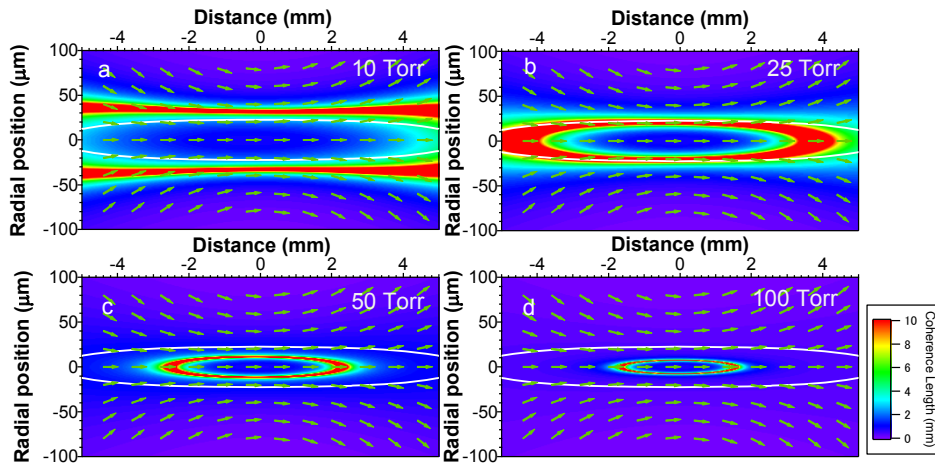 Distance (mm)
-4 -2 0 2 4
Radial position (μm)
100
50
0
-50
-100
a
10 Torr
Distance (mm)
-4 -2 0 2 4
Radial position (μm)
100
50
0
-50
-100
b
25 Torr
Distance (mm)
-4 -2 0 2 4
Radial position (μm)
100
50
0
-50
-100
c
50 Torr
Distance (mm)
-4 -2 0 2 4
Radial position (μm)
100
50
0
-50
-100
d
100 Torr
10
8
6
4
2
0
Coherence Length
(mm)